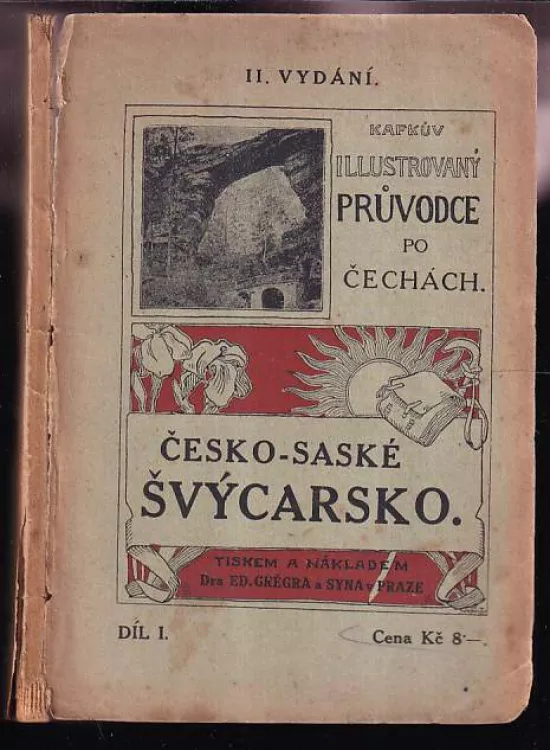 II. VYDÁNÍ.
KAFKŮV
ILLUSTROVANÝ
PRŮVODCE
PO
ČECHÁCH.
ČESKO-SASKÉ
ŠVÝCARSKO.
TISKEM A NÁKLADEM
Dra ED. GRÉGRA a SYNA v PRAZE
DÍL I.
Cena Kč 8·—.